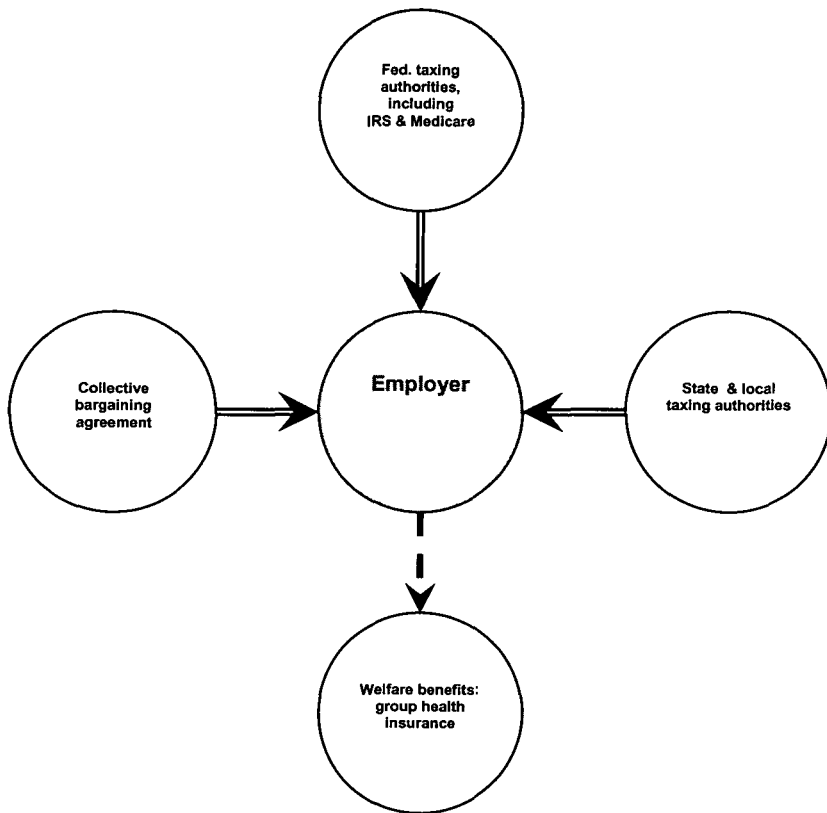 Fed. taxing
authorities,
including
IRS & Medicare
Collective
bargaining
agreement
Employer
State & local
taxing authorities
Welfare benefits:
group health
insurance